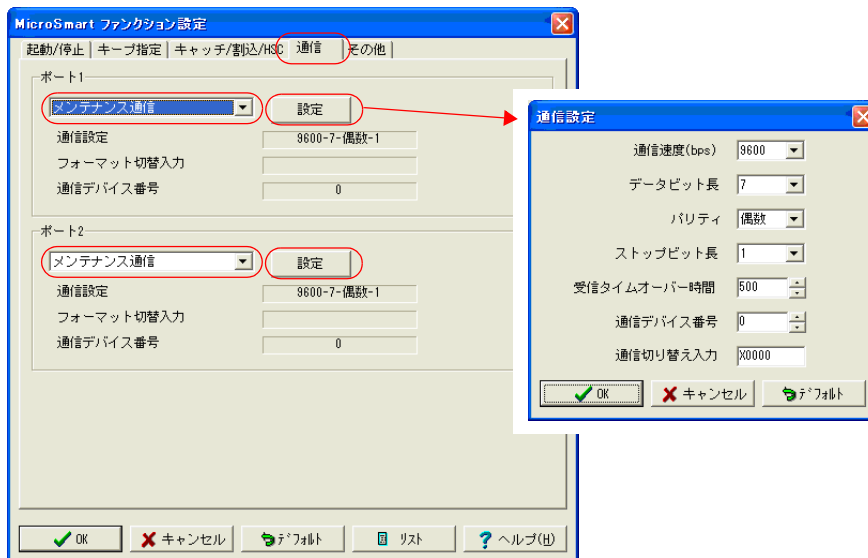 MicroSmart ファンクション設定
起動/停止 キープ指定 キャッチ/割込/HSC 通信 その他
ポート1
メンテナンス通信 設定
通信設定 9600-7-偶数-1
フォーマット切替入力
通信デバイス番号 0
ポート2
メンテナンス通信 設定
通信設定 9600-7-偶数-1
フォーマット切替入力
通信デバイス番号 0
OK キャンセル デフォルト リスト ヘルプ(H)
通信設定
通信速度(bps) 9600
データビット長 7
パリティ 偶数
ストップビット長 1
受信タイムオーバー時間 500
通信デバイス番号 0
通信切り替え入力 X0000
OK キャンセル デフォルト